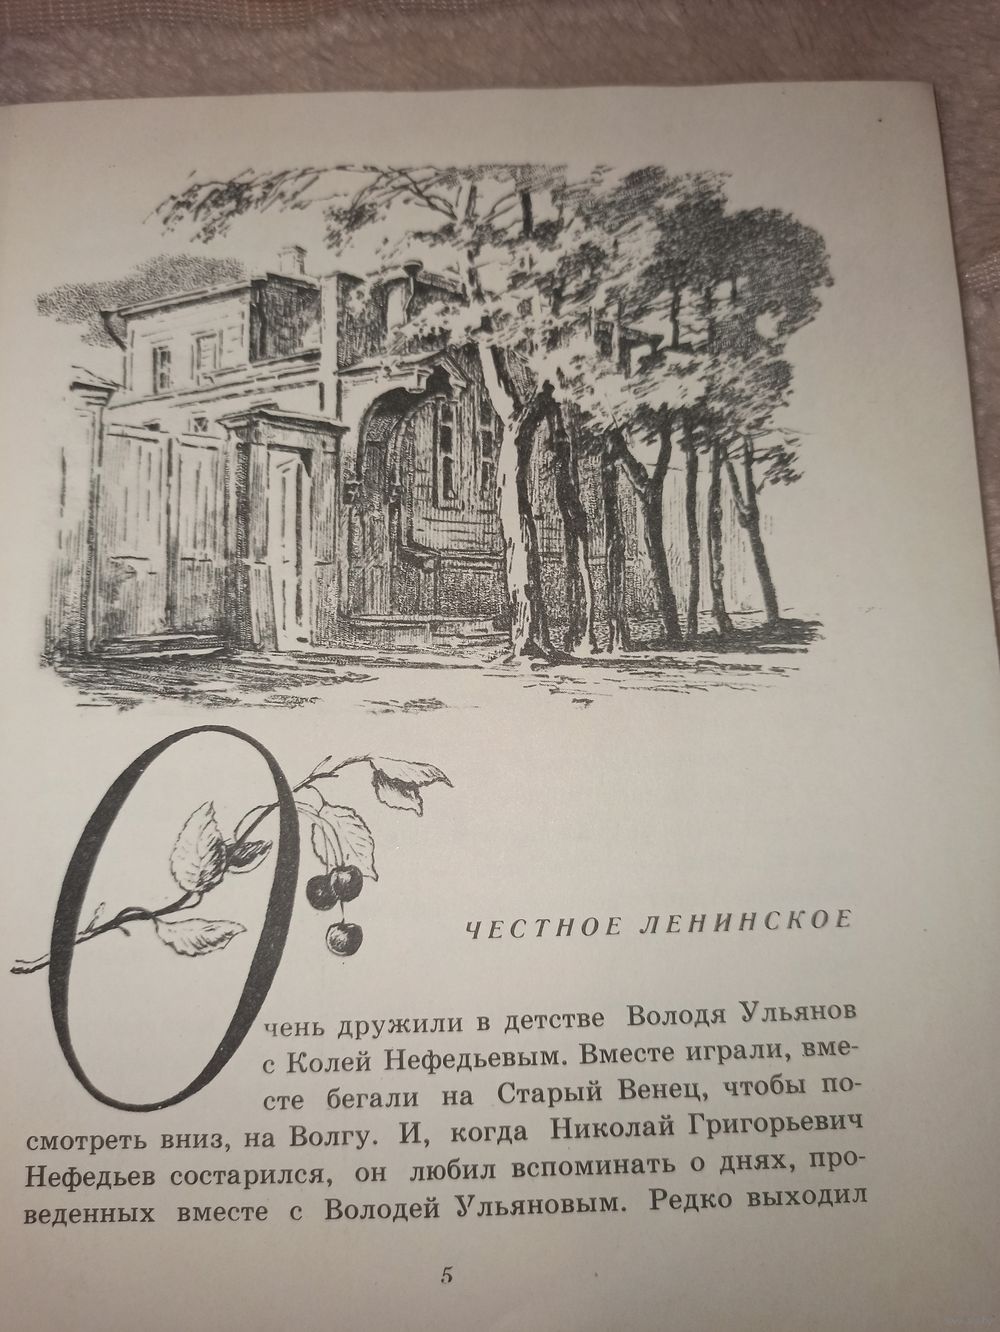 ЧЕСТНОЕ ЛЕНИНСКОЕ
Очень дружили в детстве Володя Ульянов
с Колей Нефедьевым. Вместе играли, вме-
сте бегали на Старый Венец, чтобы по-
смотреть вниз, на Волгу. И, когда Николай Григорьевич
Нефедьев состарился, он любил вспоминать о днях, про-
веденных вместе с Володей Ульяновым. Редко выходил
5